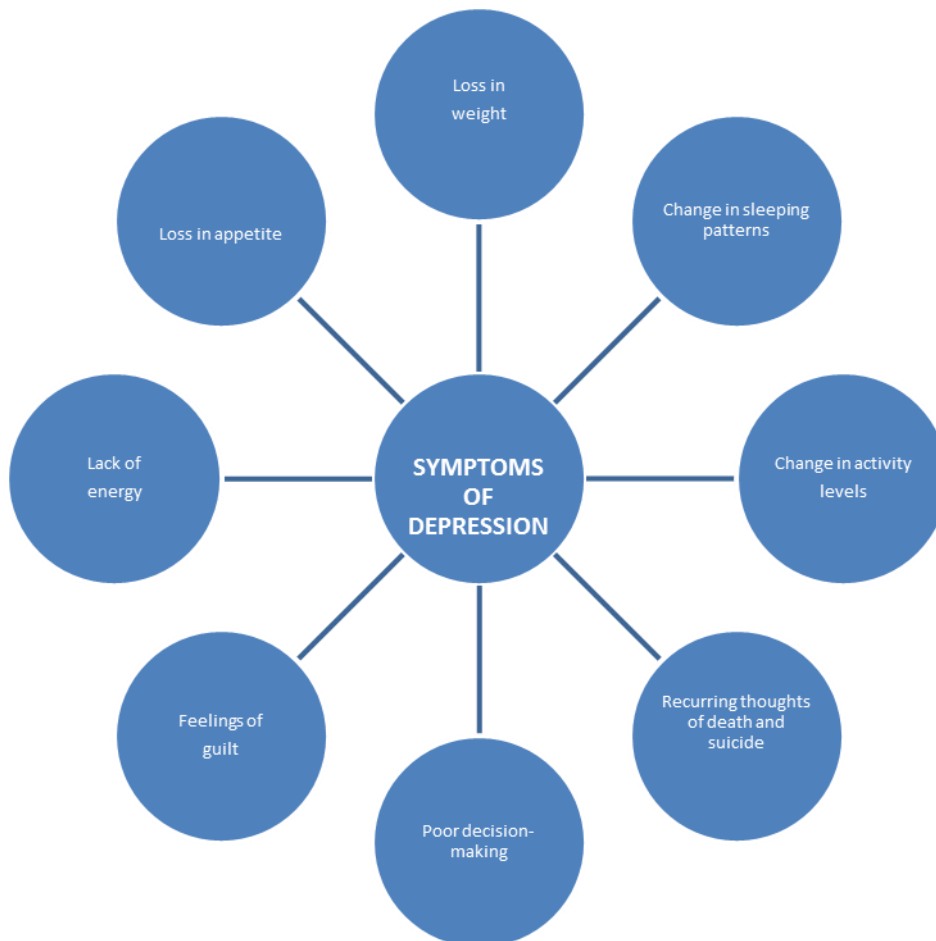 Loss in
weight
Change in sleeping
patterns
Change in activity
levels
Recurring thoughts
of death and
suicide
Poor decision-
making
Feelings of
guilt
Lack of
energy
Loss in appetite
SYMPTOMS
OF
DEPRESSION